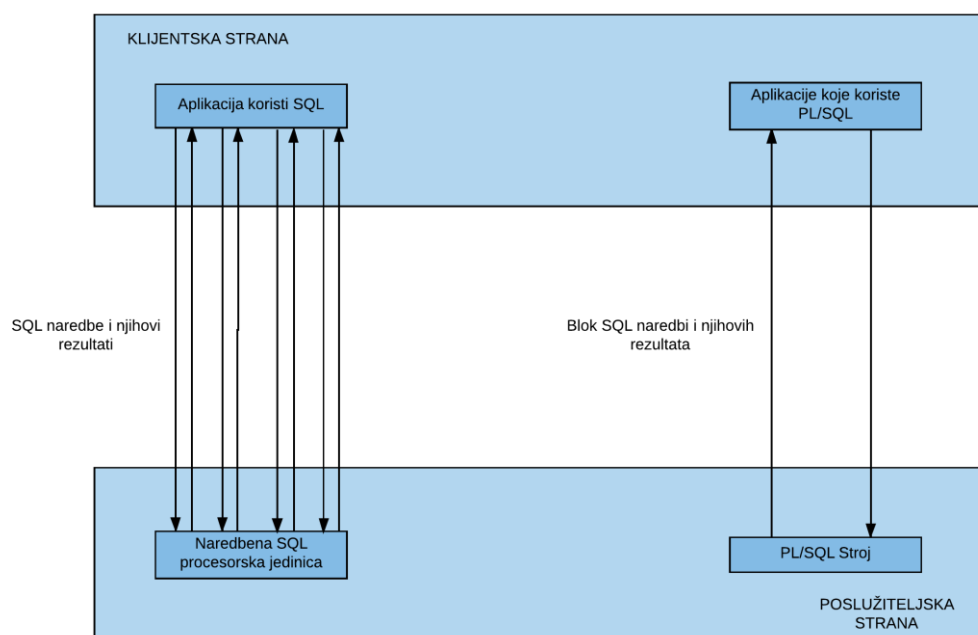 KLIJENTSKA STRANA
Aplikacija koristi SQL
Aplikacije koje koriste
PL/SQL
SQL naredbe i njihovi
rezultati
Blok SQL naredbi i njihovih
rezultata
Naredbena SQL
procesorska jedinica
PL/SQL Stroj
POSLUŽITELJSKA
STRANA